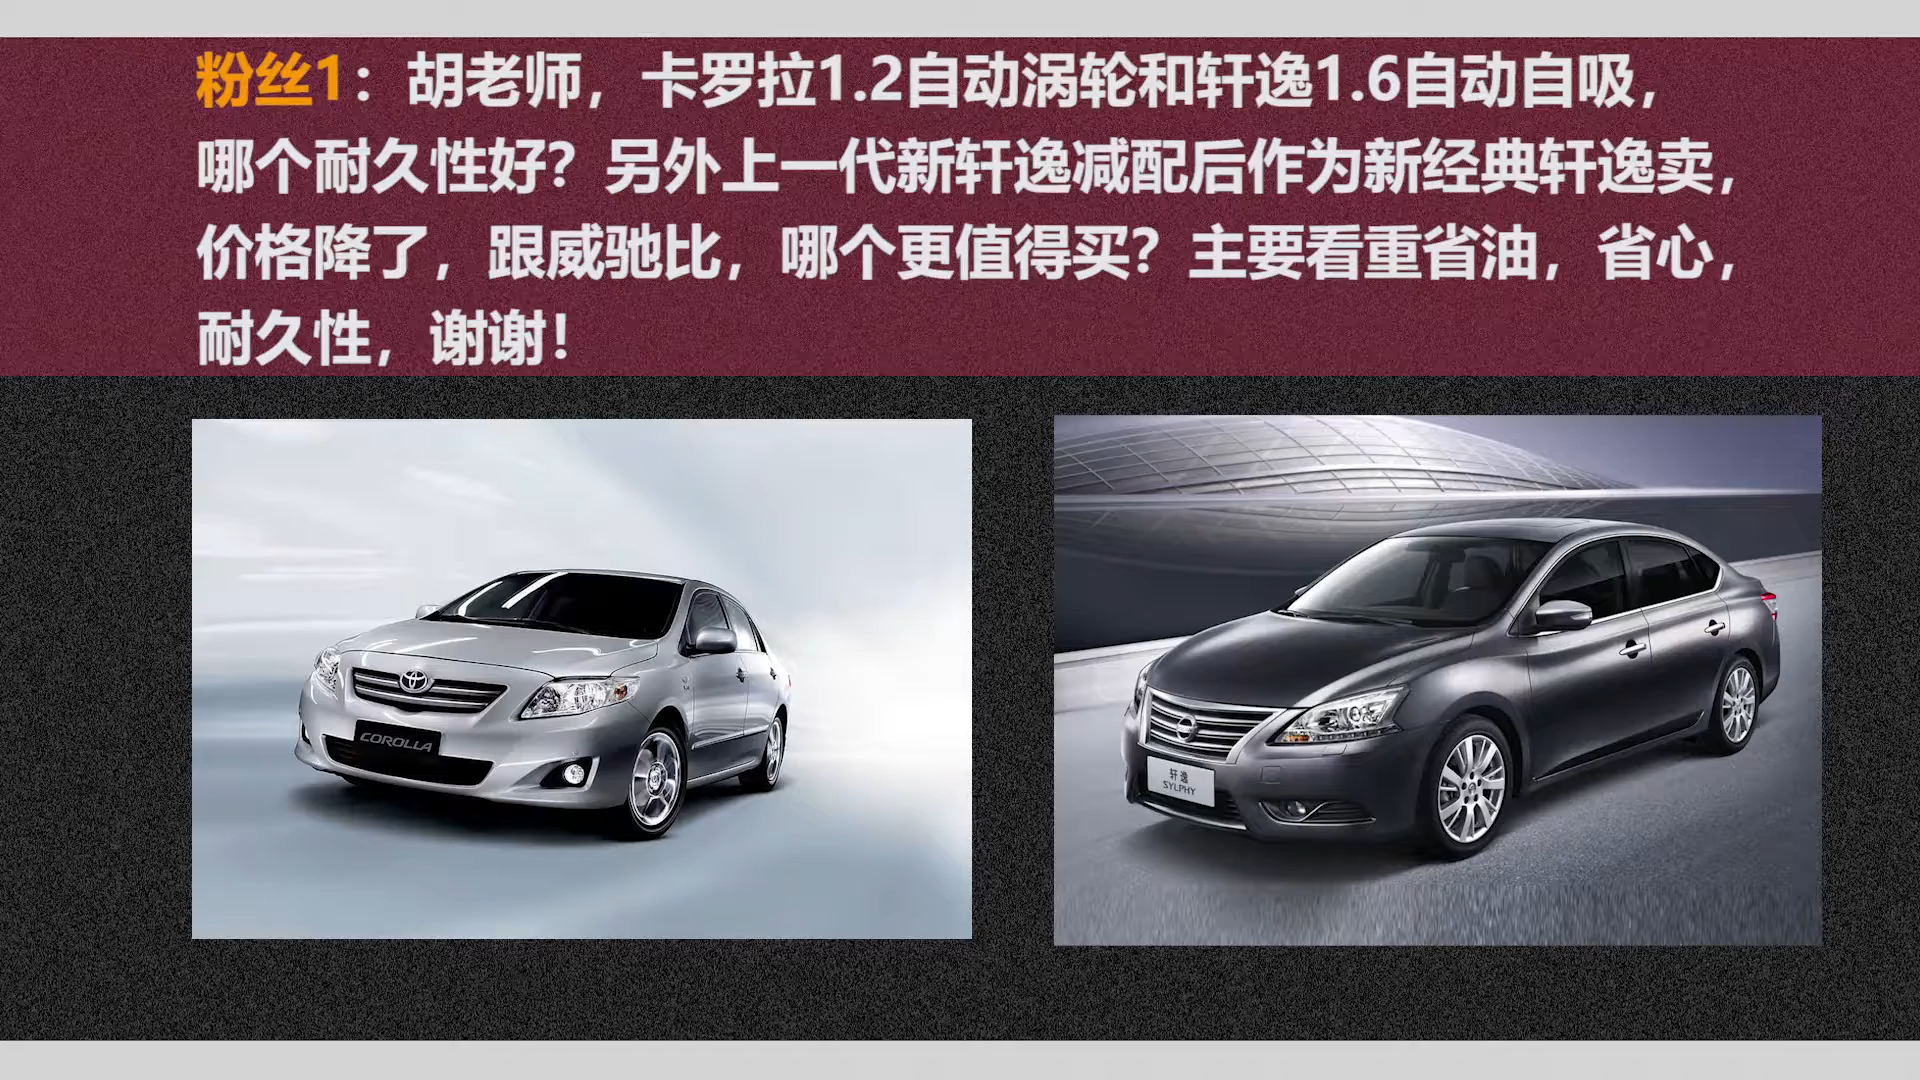 粉丝1：胡老师，卡罗拉1.2自动涡轮和轩逸1.6自动自吸，
哪个耐久性好？另外上一代新轩逸减配后作为新经典轩逸卖，
价格降了，跟威驰比，哪个更值得买？主要看重省油，省心，
耐久性，谢谢！
COROLLA
轩逸
SYLPHY